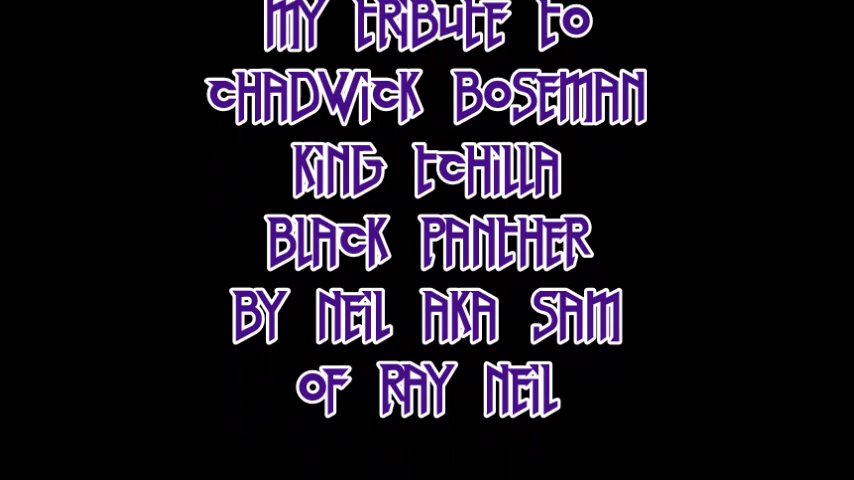 MY TRIBUTE TO
CHADWICK BOSEMAN
KING TCHILLA
BLACK PANTHER
BY NEIL AKA SAM
OF RAY NEIL